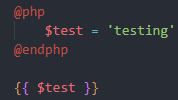 @php
$test = 'testing'
@endphp
{{ $test }}